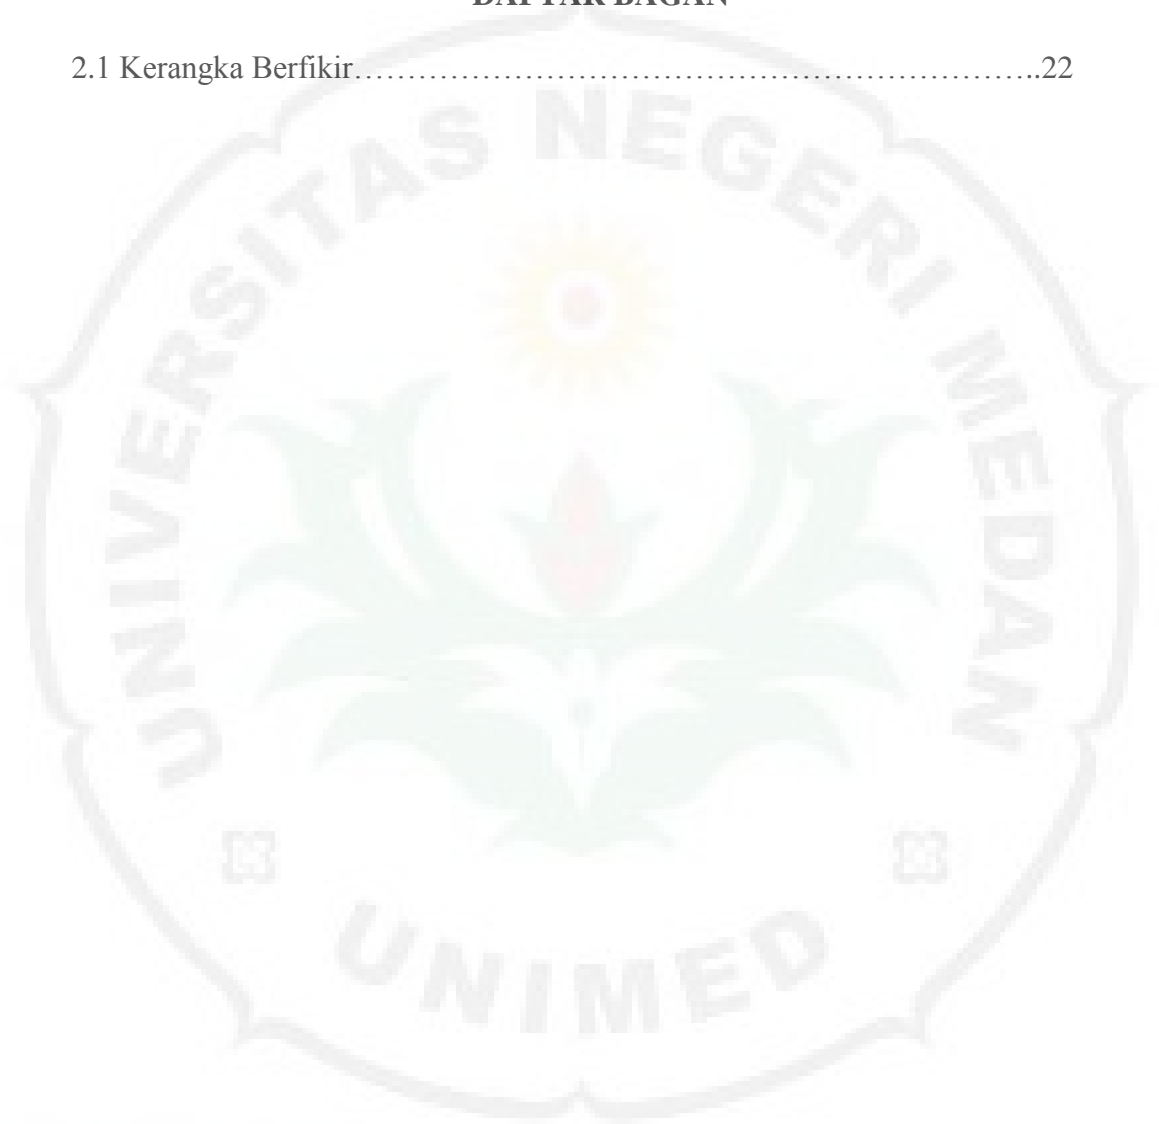 DAFTAR BAGAN
2.1 Kerangka Berfikir…………………………………………………………..22
UNIVERSITAS NEGERI MEDAN
UNIMED